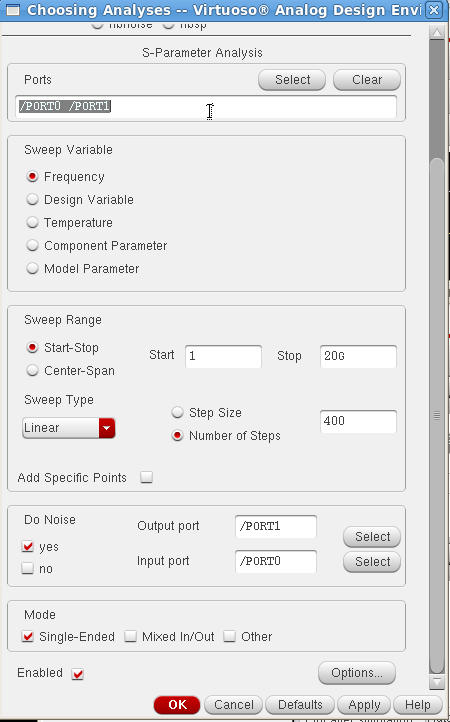 Choosing Analyses -- Virtuoso® Analog Design Envi
hbnoise hbsp
S-Parameter Analysis
Ports Select Clear
/PORT0 /PORT1
Sweep Variable
Frequency
Design Variable
Temperature
Component Parameter
Model Parameter
Sweep Range
Start-Stop Start 1 Stop 20G
Center-Span
Sweep Type
Linear Step Size 400
Number of Steps
Add Specific Points
Do Noise Output port /PORT1 Select
yes
no Input port /PORT0 Select
Mode
Single-Ended Mixed In/Out Other
Enabled Options...
OK Cancel Defaults Apply Help